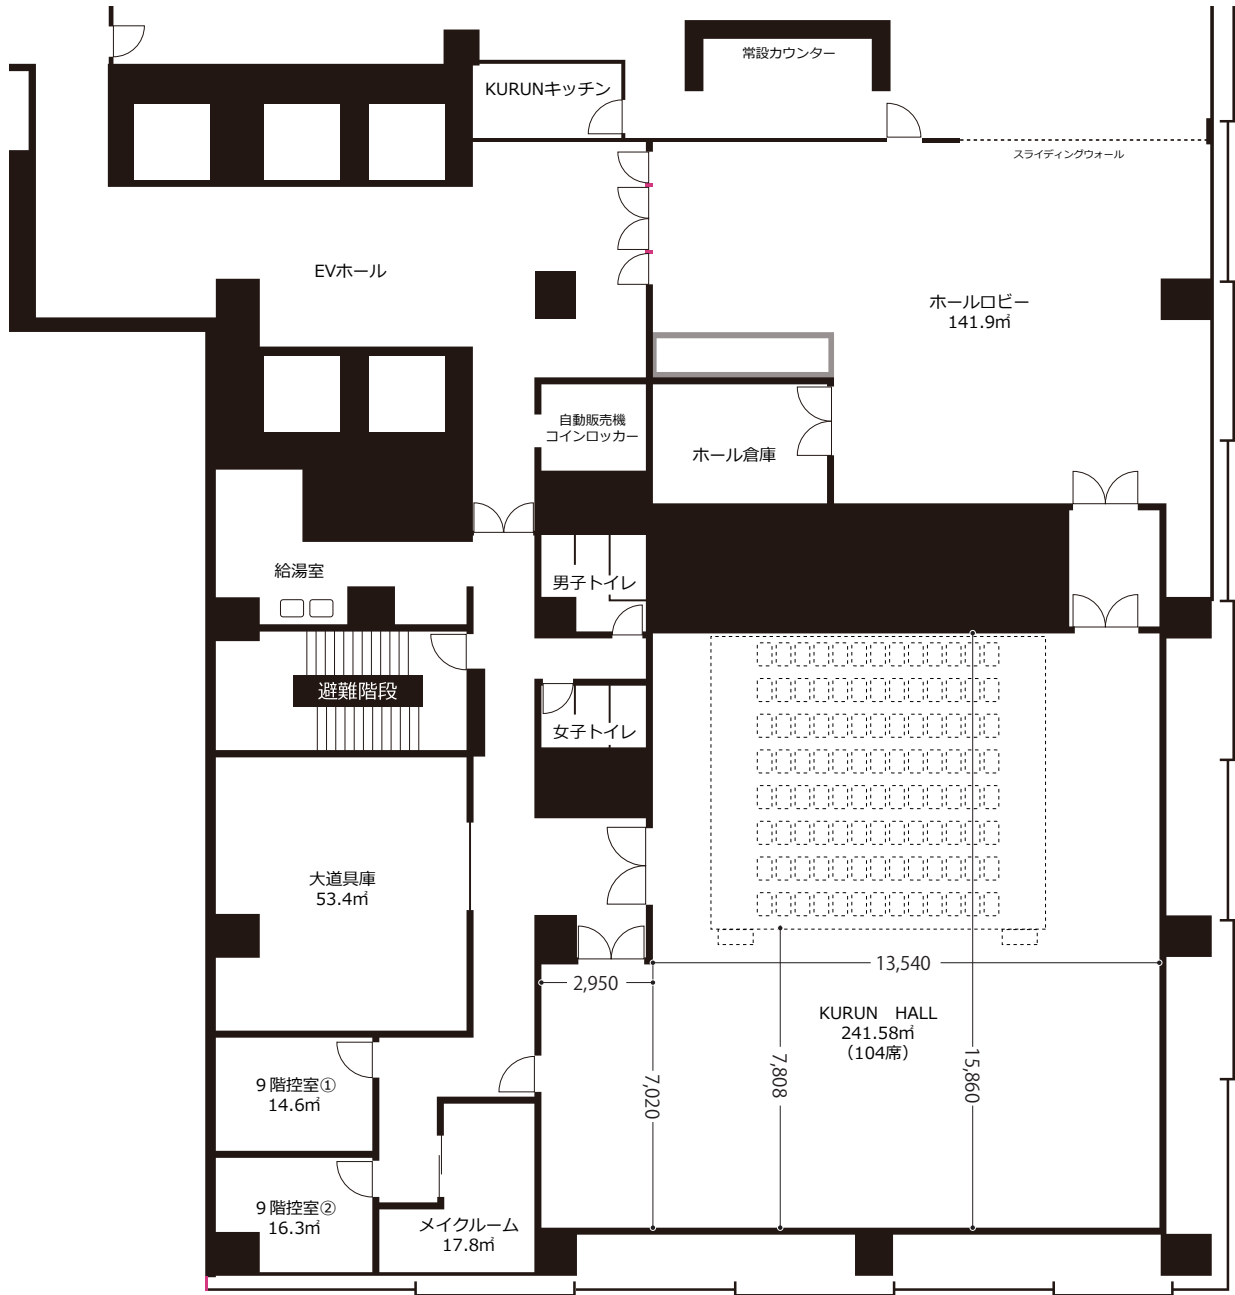 常設カウンター
KURUNキッチン
スライディングウォール
EVホール
ホールロビー
141.9㎡
自動販売機
コインロッカー
ホール倉庫
給湯室
男子トイレ
避難階段
女子トイレ
大道具庫
53.4㎡
13,540
2,950
KURUN　HALL
241.58㎡
（104席）
7,020
7,808
15,860
9階控室①
14.6㎡
9階控室②
16.3㎡
メイクルーム
17.8㎡